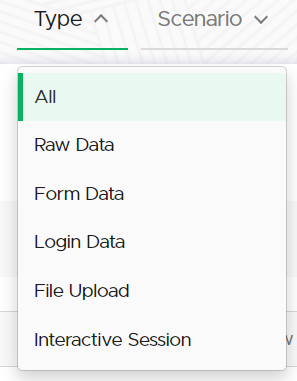 Type Scenario
All
Raw Data
Form Data
Login Data
File Upload
Interactive Session